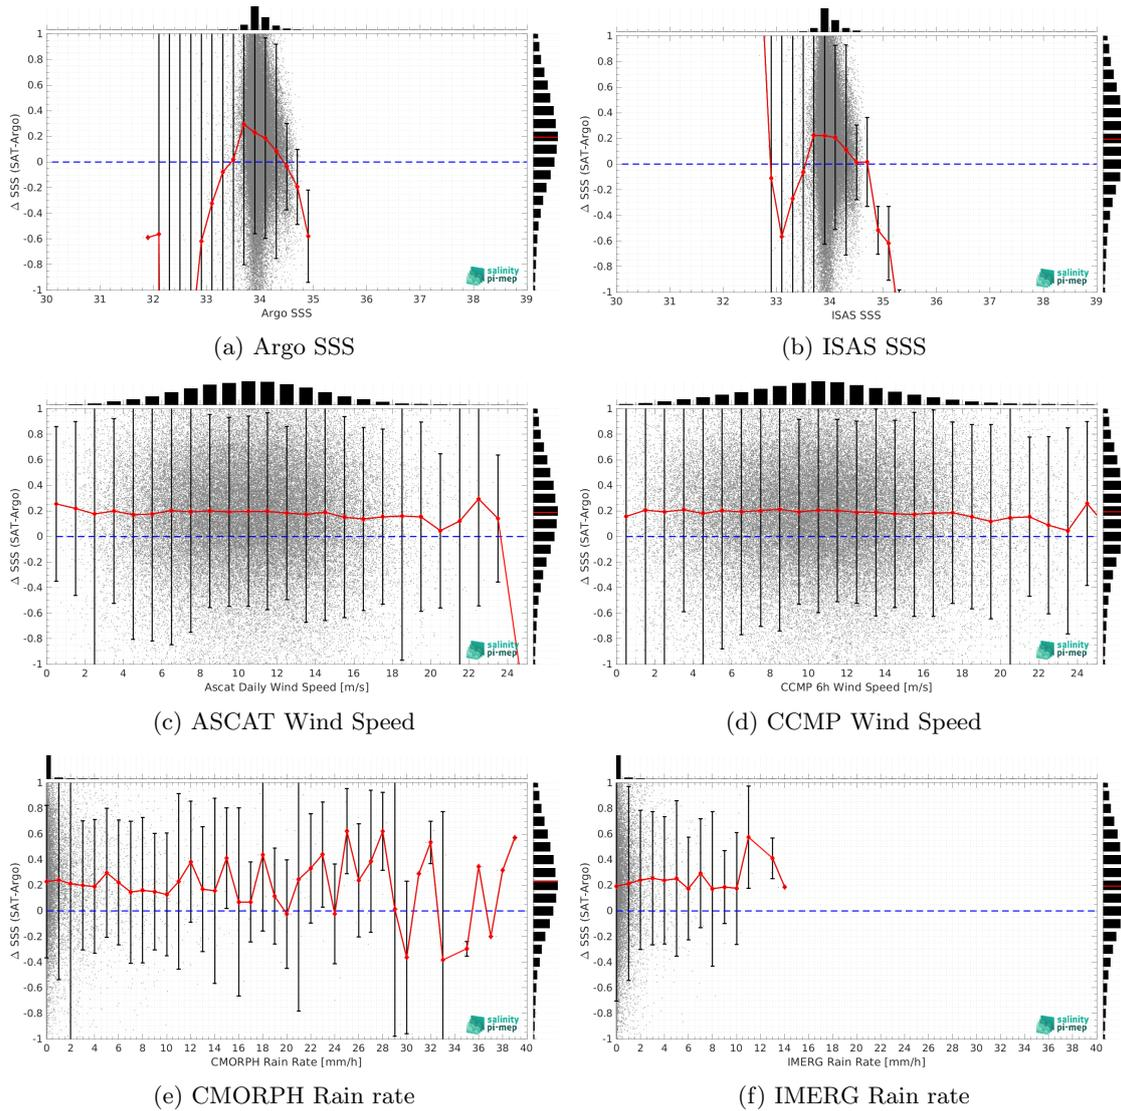 1
0.8
0.6
0.4
0.2
0
-0.2
-0.4
-0.6
-0.8
-1
Δ SSS (SAT-Argo)
salinity
pi-mep
30 31 32 33 34 35 36 37 38 39
Argo SSS
1
0.8
0.6
0.4
0.2
0
-0.2
-0.4
-0.6
-0.8
-1
Δ SSS (SAT-Argo)
salinity
pi-mep
30 31 32 33 34 35 36 37 38 39
ISAS SSS
(a) Argo SSS
(b) ISAS SSS
1
0.8
0.6
0.4
0.2
0
-0.2
-0.4
-0.6
-0.8
-1
Δ SSS (SAT-Argo)
salinity
pi-mep
0 2 4 6 8 10 12 14 16 18 20 22 24
Ascat Daily Wind Speed [m/s]
1
0.8
0.6
0.4
0.2
0
-0.2
-0.4
-0.6
-0.8
-1
Δ SSS (SAT-Argo)
salinity
pi-mep
0 2 4 6 8 10 12 14 16 18 20 22 24
CCMP 6h Wind Speed [m/s]
(c) ASCAT Wind Speed
(d) CCMP Wind Speed
1
0.8
0.6
0.4
0.2
0
-0.2
-0.4
-0.6
-0.8
-1
Δ SSS (SAT-Argo)
salinity
pi-mep
0 2 4 6 8 10 12 14 16 18 20 22 24 26 28 30 32 34 36 38 40
CMORPH Rain Rate [mm/h]
1
0.8
0.6
0.4
0.2
0
-0.2
-0.4
-0.6
-0.8
-1
Δ SSS (SAT-Argo)
salinity
pi-mep
0 2 4 6 8 10 12 14 16 18 20 22 24 26 28 30 32 34 36 38 40
IMERG Rain Rate [mm/h]
(e) CMORPH Rain rate
(f) IMERG Rain rate